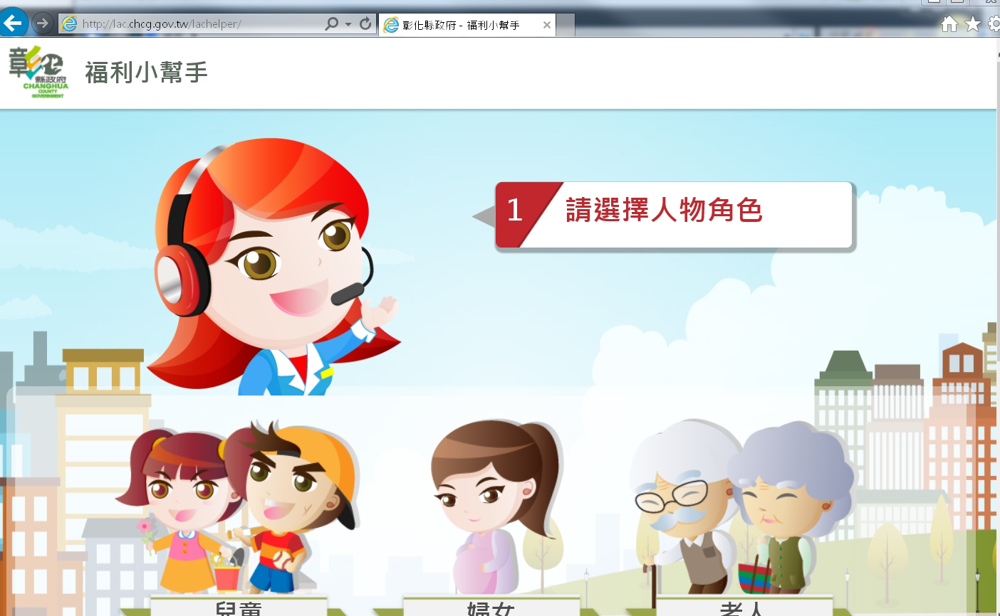 http://lac.chcg.gov.tw/lachelper/
彰化縣政府 - 福利小幫手
彰化
縣政府
CHANGHUA
COUNTY
GOVERNMENT
福利小幫手
1 請選擇人物角色
兒童 婦女 老人